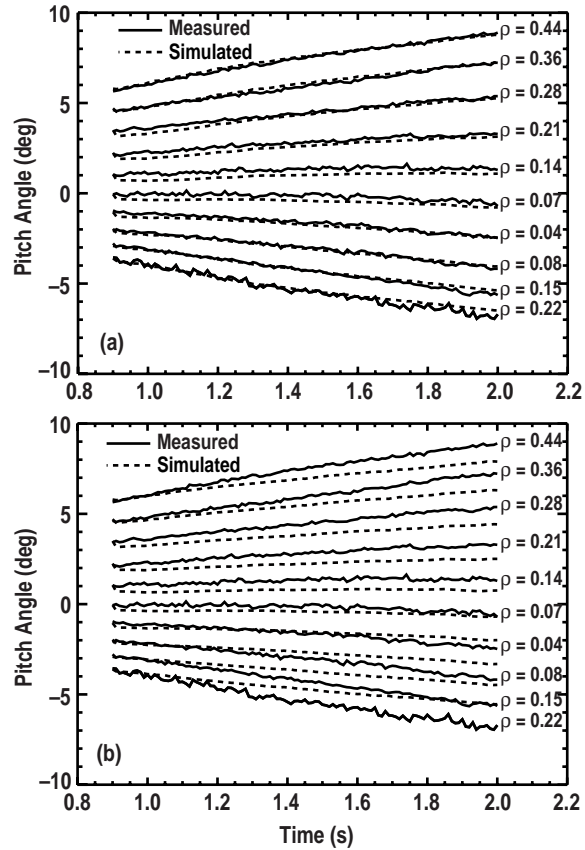 10
5
0
−5
−10
Pitch Angle (deg)
Measured
Simulated
ρ = 0.44
ρ = 0.36
ρ = 0.28
ρ = 0.21
ρ = 0.14
ρ = 0.07
ρ = 0.04
ρ = 0.08
ρ = 0.15
ρ = 0.22
(a)
0.8 1.0 1.2 1.4 1.6 1.8 2.0 2.2
10
5
0
−5
−10
Pitch Angle (deg)
Measured
Simulated
ρ = 0.44
ρ = 0.36
ρ = 0.28
ρ = 0.21
ρ = 0.14
ρ = 0.07
ρ = 0.04
ρ = 0.08
ρ = 0.15
ρ = 0.22
(b)
0.8 1.0 1.2 1.4 1.6 1.8 2.0 2.2
Time (s)